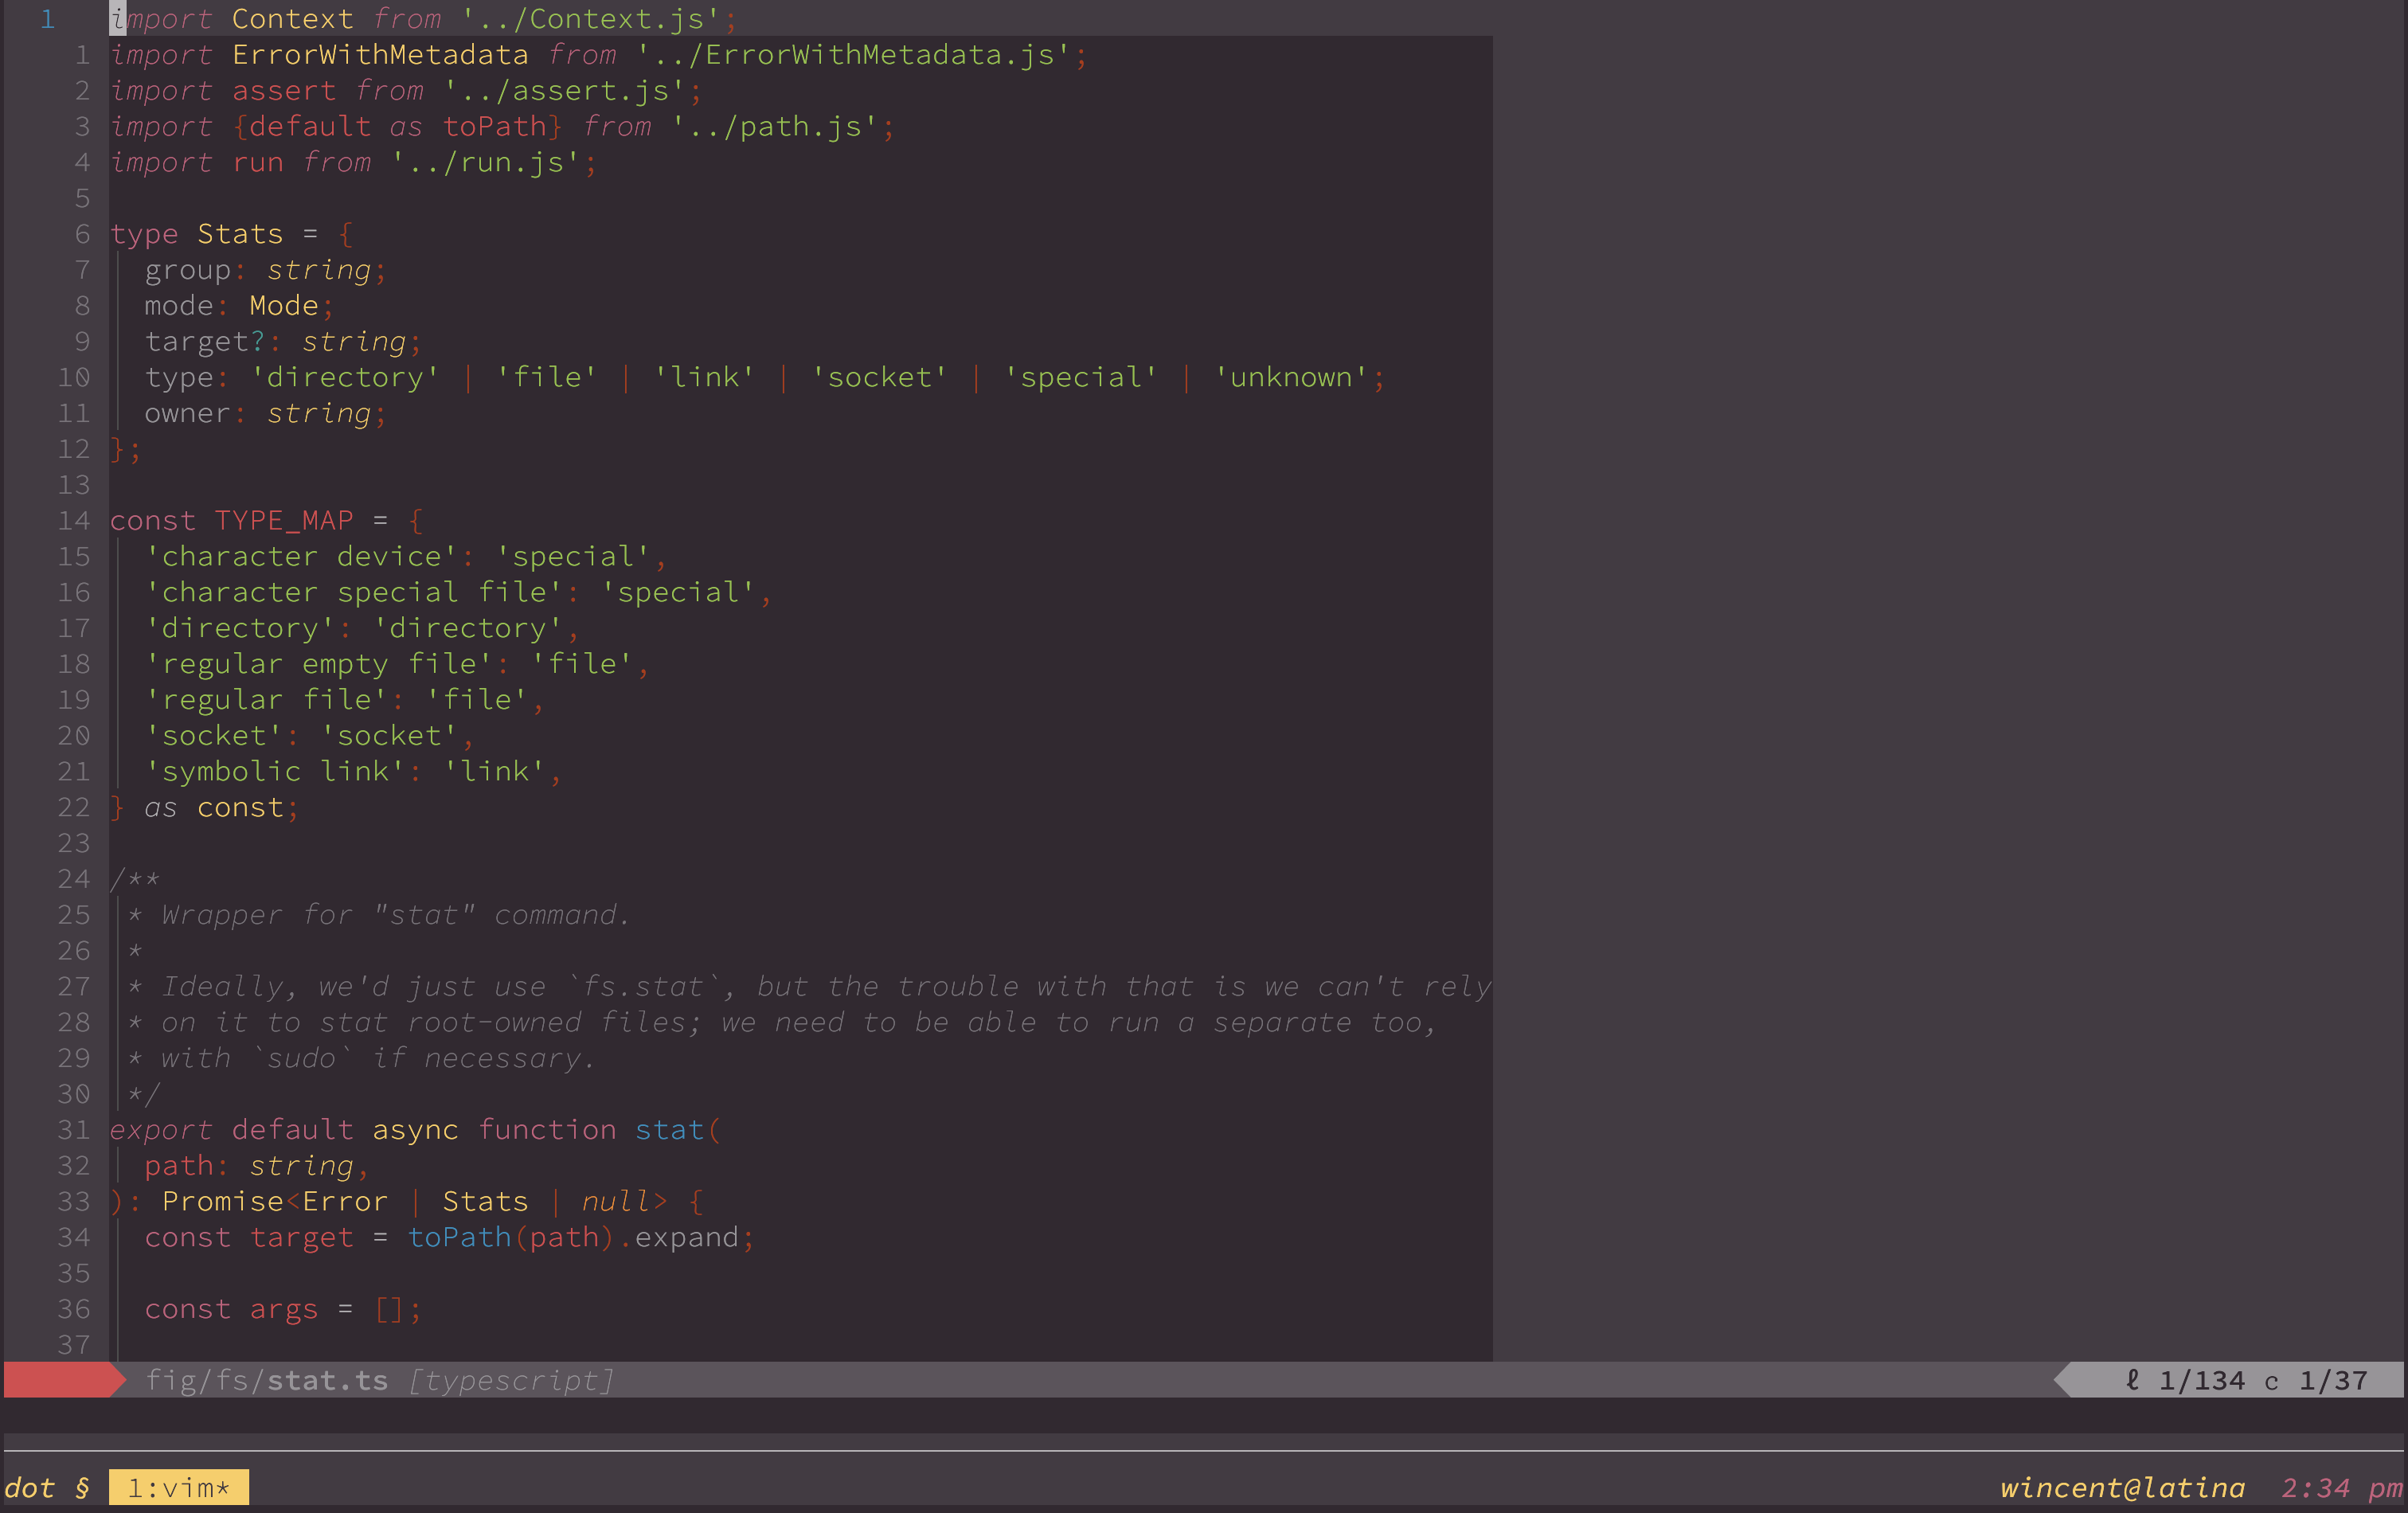 1 import Context from '../Context.js';
1 import ErrorWithMetadata from '../ErrorWithMetadata.js';
2 import assert from '../assert.js';
3 import {default as toPath} from '../path.js';
4 import run from '../run.js';
5
6 type Stats = {
7   group: string;
8   mode: Mode;
9   target?: string;
10   type: 'directory' | 'file' | 'link' | 'socket' | 'special' | 'unknown';
11   owner: string;
12 };
13
14 const TYPE_MAP = {
15   'character device': 'special',
16   'character special file': 'special',
17   'directory': 'directory',
18   'regular empty file': 'file',
19   'regular file': 'file',
20   'socket': 'socket',
21   'symbolic link': 'link',
22 } as const;
23
24 /**
25  * Wrapper for "stat" command.
26  *
27  * Ideally, we'd just use `fs.stat`, but the trouble with that is we can't rely
28  * on it to stat root-owned files; we need to be able to run a separate too,
29  * with `sudo` if necessary.
30  */
31 export default async function stat(
32   path: string,
33 ): Promise<Error | Stats | null> {
34   const target = toPath(path).expand;
35
36   const args = [];
37
fig/fs/stat.ts [typescript] ℓ 1/134 c 1/37
dot § 1:vim* wincent@latina 2:34 pm